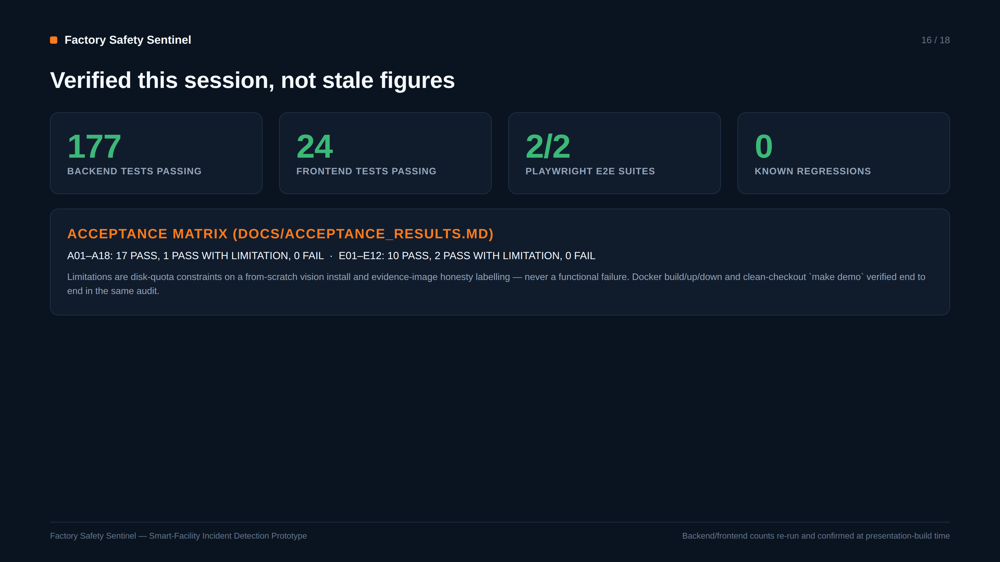 Factory Safety Sentinel
16 / 18
Verified this session, not stale figures
177
BACKEND TESTS PASSING
24
FRONTEND TESTS PASSING
2/2
PLAYWRIGHT E2E SUITES
0
KNOWN REGRESSIONS
ACCEPTANCE MATRIX (DOCS/ACCEPTANCE_RESULTS.MD)
A01–A18: 17 PASS, 1 PASS WITH LIMITATION, 0 FAIL · E01–E12: 10 PASS, 2 PASS WITH LIMITATION, 0 FAIL
Limitations are disk-quota constraints on a from-scratch vision install and evidence-image honesty labelling — never a functional failure. Docker build/up/down and clean-checkout `make demo` verified end to
end in the same audit.
Factory Safety Sentinel — Smart-Facility Incident Detection Prototype
Backend/frontend counts re-run and confirmed at presentation-build time